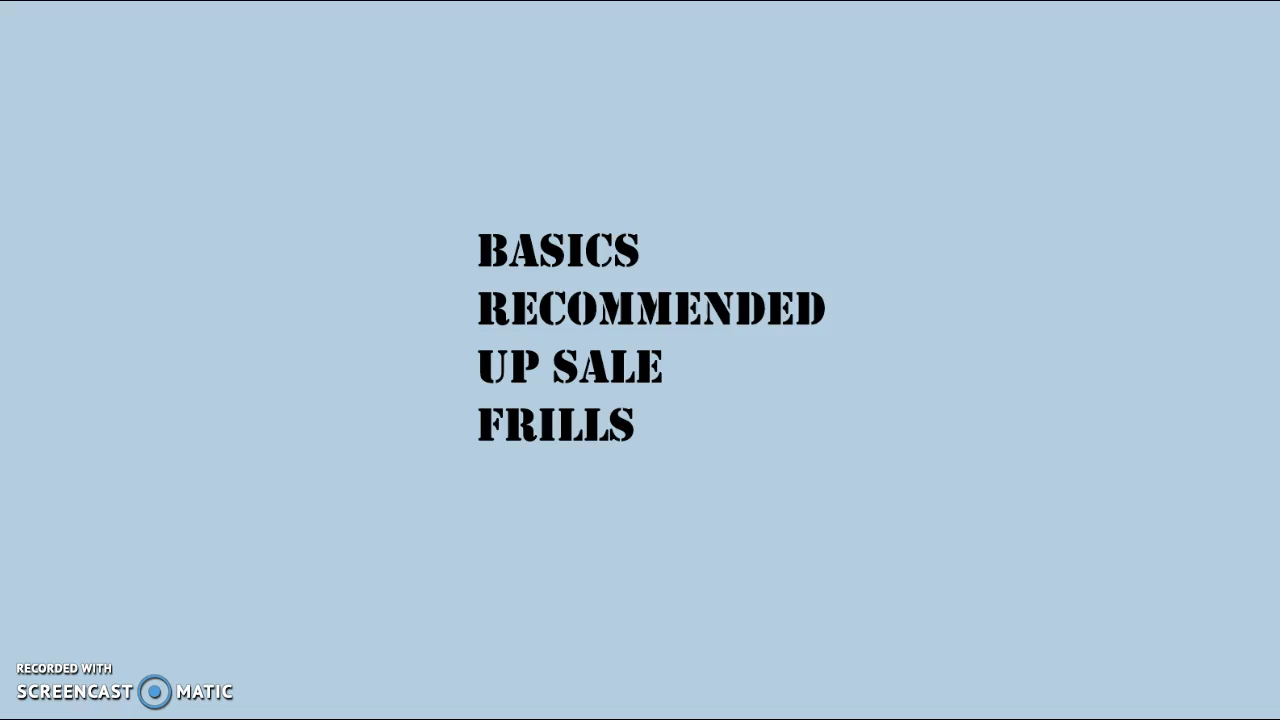 BASICS
RECOMMENDED
UP SALE
FRILLS
RECORDED WITH
SCREENCAST MATIC